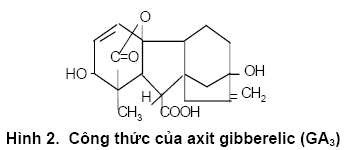 O
C=O
HO
OH
H
CH₂
CH₃
COOH
Hình 2. Công thức của axit gibberelic (GA₃)